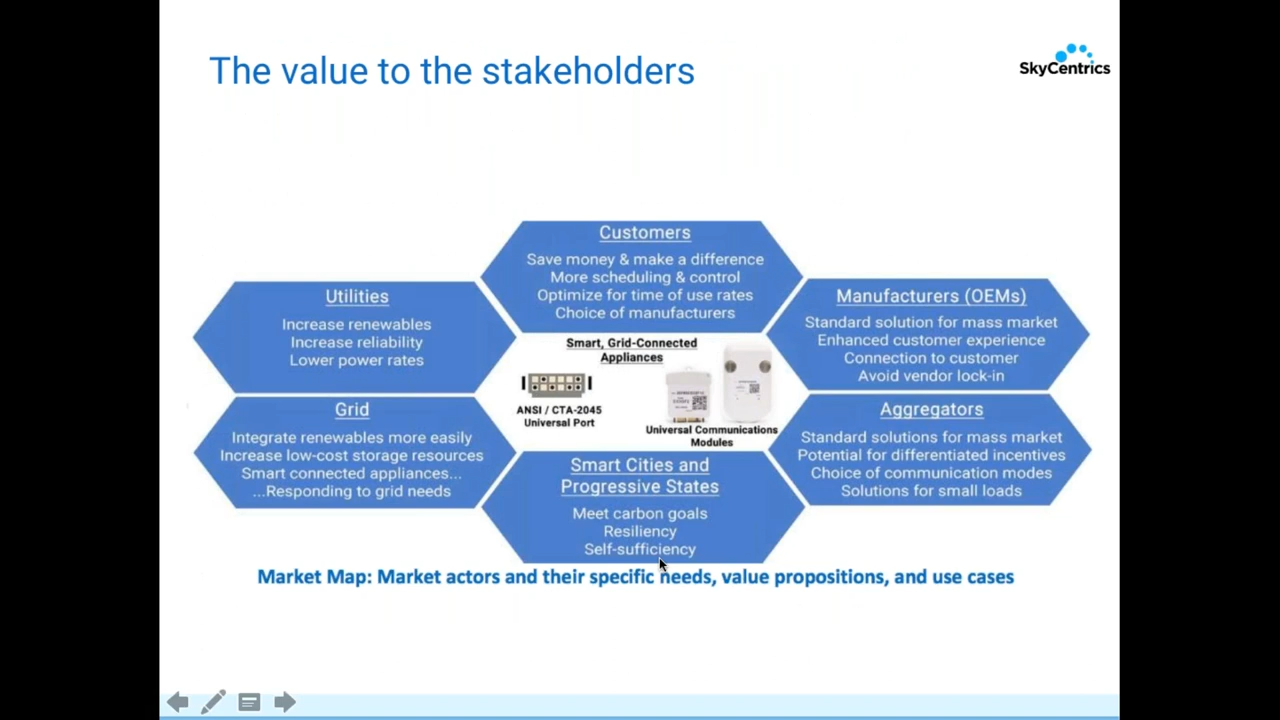 The value to the stakeholders
SkyCentrics
Customers
Save money & make a difference
More scheduling & control
Optimize for time of use rates
Choice of manufacturers
Utilities
Increase renewables
Increase reliability
Lower power rates
Manufacturers (OEMs)
Standard solution for mass market
Enhanced customer experience
Connection to customer
Avoid vendor lock-in
Smart, Grid-Connected
Appliances
ANSI / CTA-2045
Universal Port
Universal Communications
Modules
Grid
Integrate renewables more easily
Increase low-cost storage resources
Smart connected appliances...
...Responding to grid needs
Aggregators
Standard solutions for mass market
Potential for differentiated incentives
Choice of communication modes
Solutions for small loads
Smart Cities and
Progressive States
Meet carbon goals
Resiliency
Self-sufficiency
Market Map: Market actors and their specific needs, value propositions, and use cases